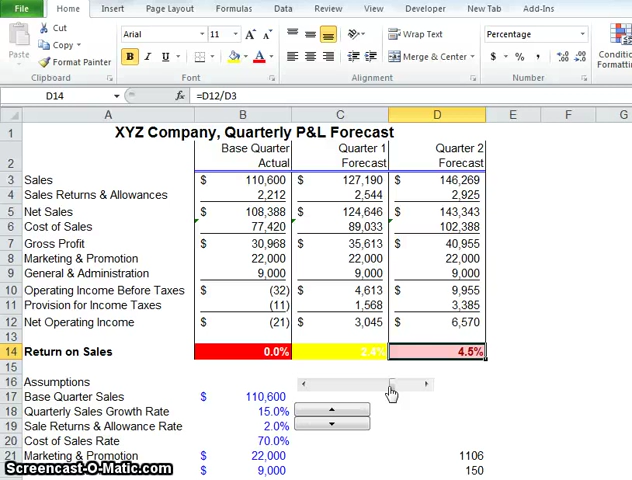 File Home Insert Page Layout Formulas Data Review View Developer New Tab Add-Ins
Cut Arial 11 Wrap Text Percentage
Paste Copy Format Painter B I U Merge & Center $ % , Conditio Formattin
Clipboard Font Alignment Number
D14 fx =D12/D3
A B C D E F G
1 XYZ Company, Quarterly P&L Forecast
Base Quarter Quarter 1 Quarter 2
2 Actual Forecast Forecast
3 Sales $ 110,600 $ 127,190 $ 146,269
4 Sales Returns & Allowances 2,212 2,544 2,925
5 Net Sales $ 108,388 $ 124,646 $ 143,343
6 Cost of Sales 77,420 89,033 102,388
7 Gross Profit $ 30,968 $ 35,613 $ 40,955
8 Marketing & Promotion 22,000 22,000 22,000
9 General & Administration 9,000 9,000 9,000
10 Operating Income Before Taxes $ (32) $ 4,613 $ 9,955
11 Provision for Income Taxes (11) 1,568 3,385
12 Net Operating Income $ (21) $ 3,045 $ 6,570
13
14 Return on Sales 0.0% 2.4% 4.5%
15
16 Assumptions
17 Base Quarter Sales $ 110,600
18 Quarterly Sales Growth Rate 15.0%
19 Sale Returns & Allowance Rate 2.0%
20 Cost of Sales Rate 70.0%
21 Marketing & Promotion $ 22,000 1106
$ 9,000 150
Screencast-O-Matic.com